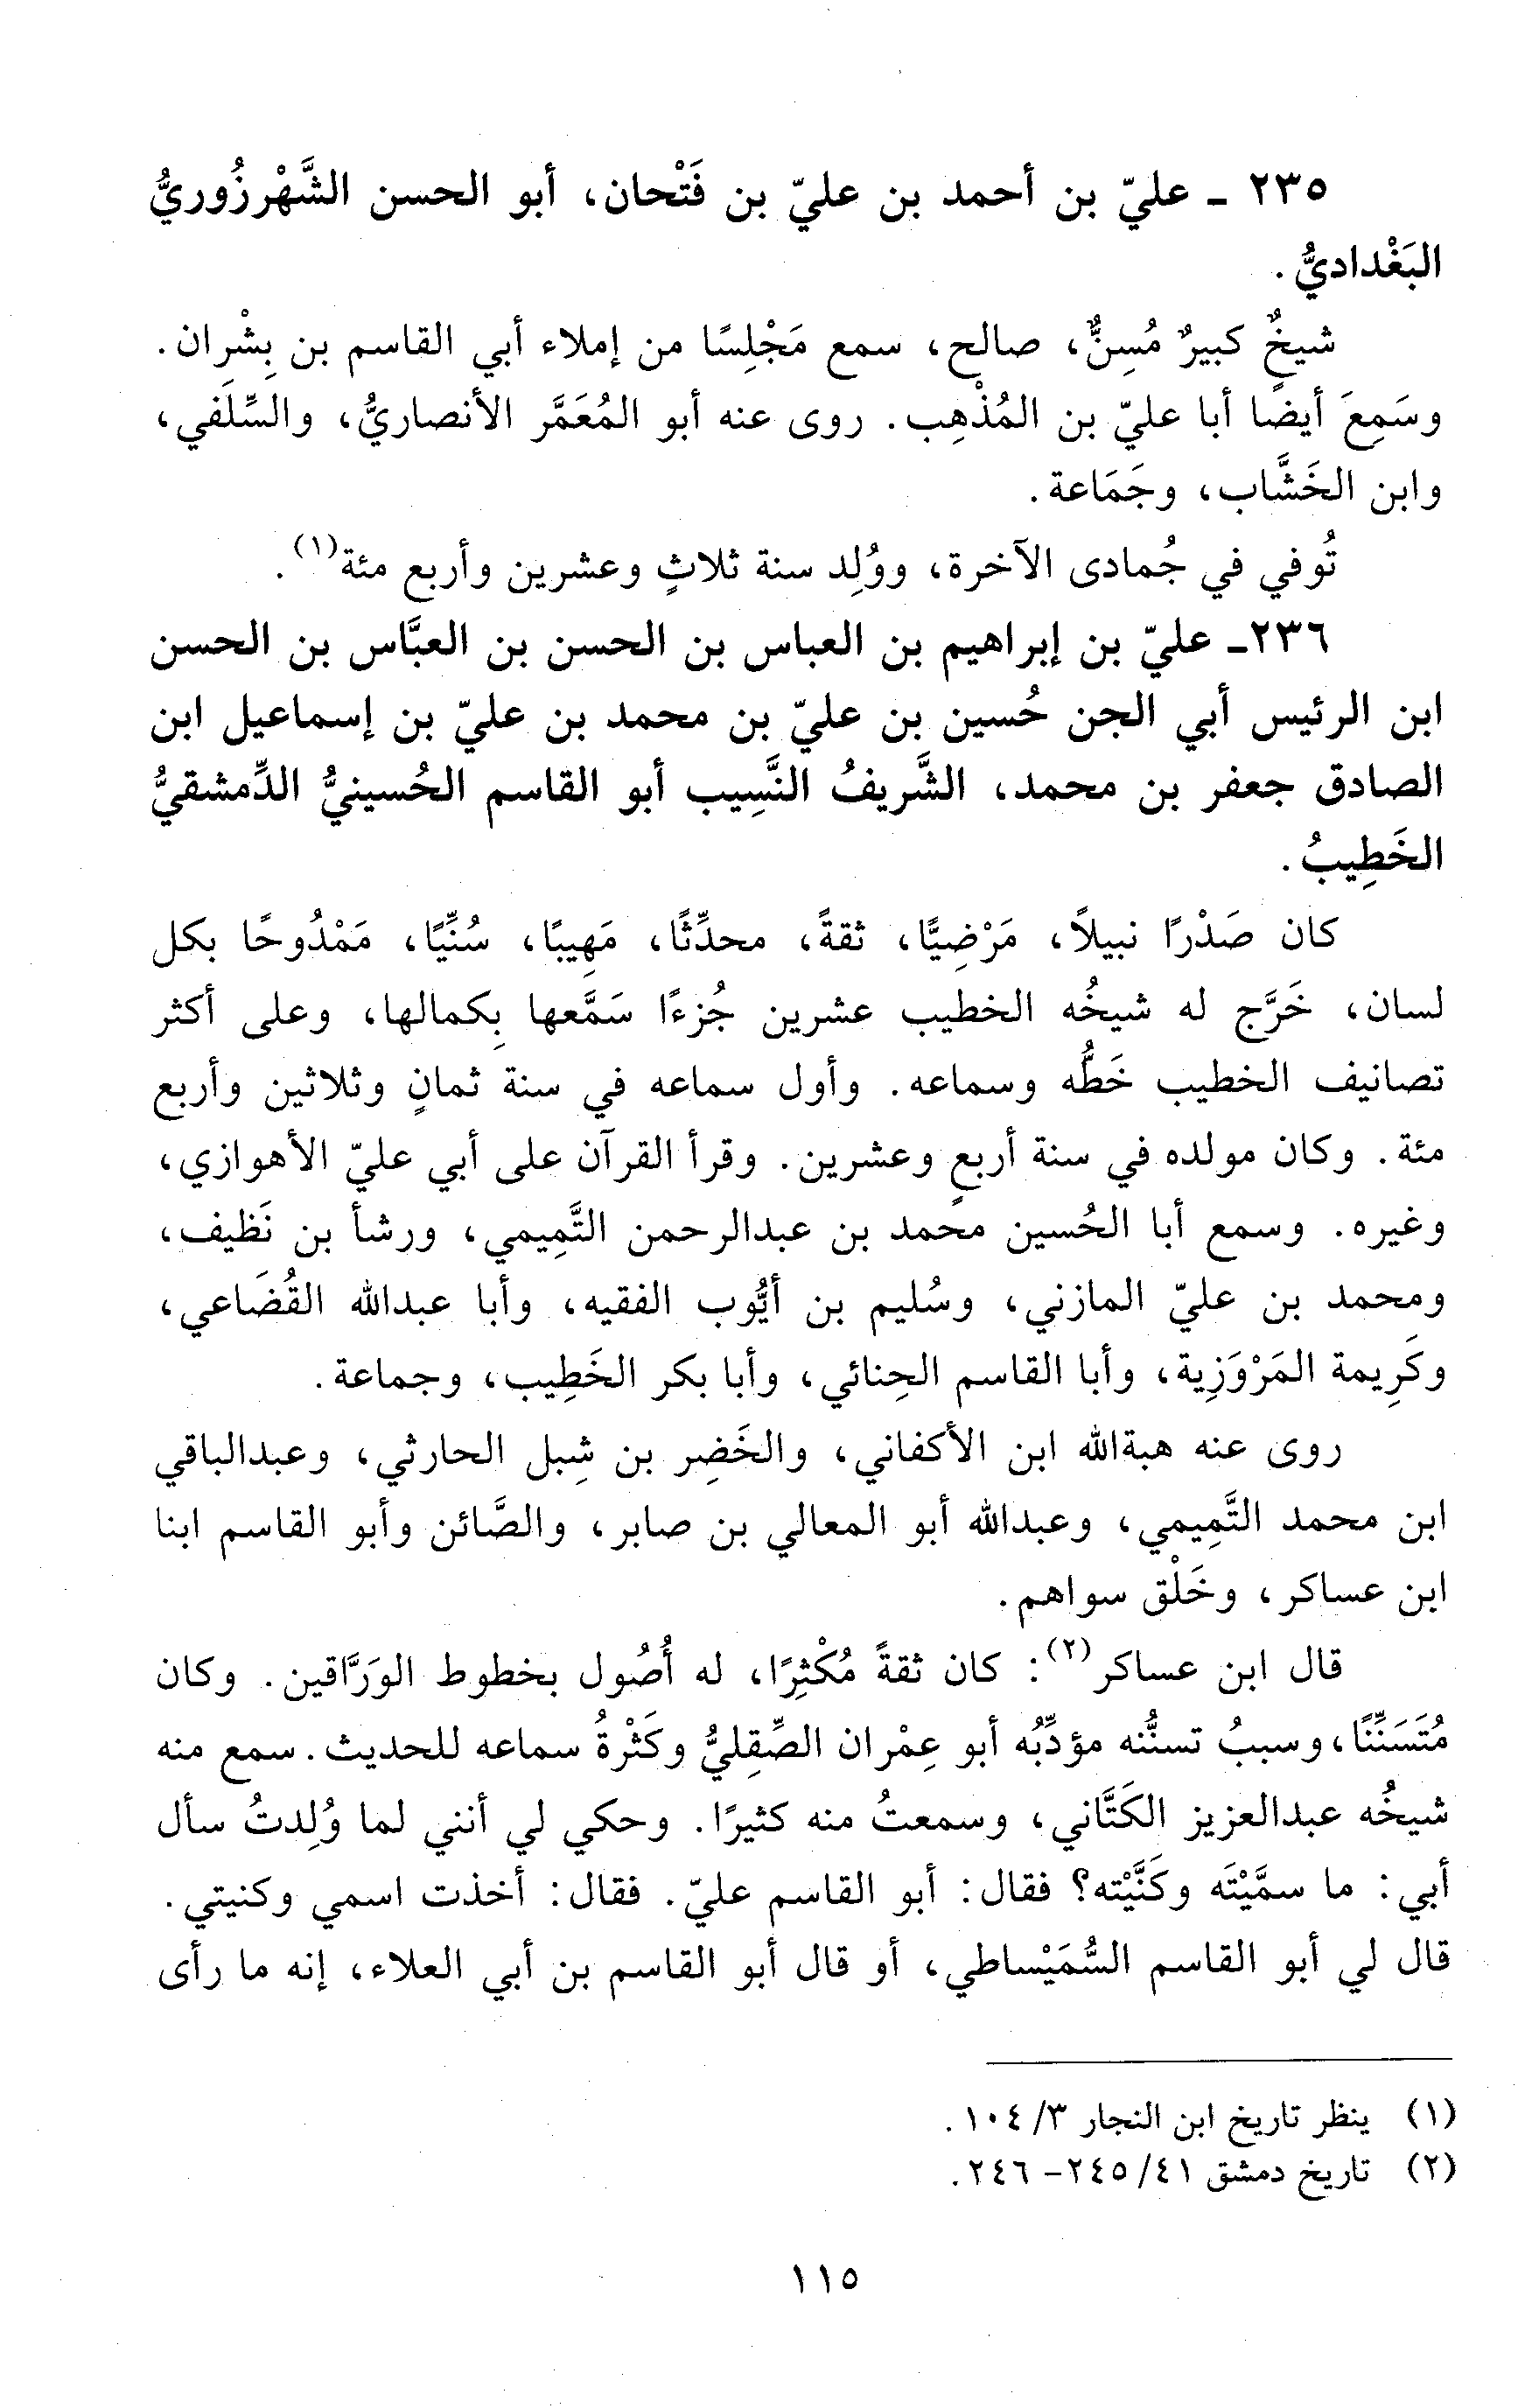 ٢٣٥ ـ عليّ بن أحمد بن عليّ بن فَتْحان، أبو الحسن الشَّهْرزُوريُّ
البَغْداديُّ.
شيخٌ كبيرٌ مُسِنٌّ، صالح، سمع مَجْلِسًا من إملاء أبي القاسم بن بِشْران.
وسَمِعَ أيضًا أبا عليّ بن المُذْهِب. روى عنه أبو المُعَمَّر الأنصاريُّ، والسِّلَفي،
وابن الخَشَّاب، وجَمَاعة.
تُوفي في جُمادى الآخرة، ووُلِد سنة ثلاثٍ وعشرين وأربع مئة(١).
٢٣٦ـ عليّ بن إبراهيم بن العباس بن الحسن بن العبَّاس بن الحسن
ابن الرئيس أبي الجن حُسين بن عليّ بن محمد بن عليّ بن إسماعيل ابن
الصادق جعفر بن محمد، الشَّريفُ النَّسِيب أبو القاسم الحُسينيُّ الدِّمشقيُّ
الخَطِيبُ.
كان صَدْرًا نبيلاً، مَرْضِيًّا، ثقةً، محدِّثًا، مَهِيبًا، سُنِّيًا، مَمْدُوحًا بكل
لسان، خَرَّج له شيخُه الخطيب عشرين جُزءًا سَمَّعها بِكمالها، وعلى أكثر
تصانيف الخطيب خَطُّه وسماعه. وأول سماعه في سنة ثمانٍ وثلاثين وأربع
مئة. وكان مولده في سنة أربعٍ وعشرين. وقرأ القرآن على أبي عليّ الأهوازي،
وغيره. وسمع أبا الحُسين محمد بن عبدالرحمن التَّمِيمي، ورشأ بن نَظيف،
ومحمد بن عليّ المازني، وسُليم بن أيُّوب الفقيه، وأبا عبدالله القُضَاعي،
وكَرِيمة المَرْوَزِية، وأبا القاسم الحِنائي، وأبا بكر الخَطِيب، وجماعة.
روى عنه هبةالله ابن الأكفاني، والخَضِر بن شِبل الحارثي، وعبدالباقي
ابن محمد التَّمِيمي، وعبدالله أبو المعالي بن صابر، والصَّائن وأبو القاسم ابنا
ابن عساكر، وخَلْق سواهم.
قال ابن عساكر(٢): كان ثقةً مُكْثِرًا، له أُصُول بخطوط الورَّاقين. وكان
مُتَسَنِّنًا، وسببُ تسنُّنه مؤدِّبُه أبو عِمْران الصِّقِليُّ وكَثْرةُ سماعه للحديث. سمع منه
شيخُه عبدالعزيز الكَتَّاني، وسمعتُ منه كثيرًا. وحكي لي أنني لما وُلِدتُ سأل
أبي: ما سمَّيْتَه وكَنَّيْته؟ فقال: أبو القاسم عليّ. فقال: أخذت اسمي وكنيتي.
قال لي أبو القاسم السُّمَيْساطي، أو قال أبو القاسم بن أبي العلاء، إنه ما رأى
(١) ينظر تاريخ ابن النجار ٣/ ١٠٤.
(٢) تاريخ دمشق ٤١/ ٢٤٥- ٢٤٦.
١١٥